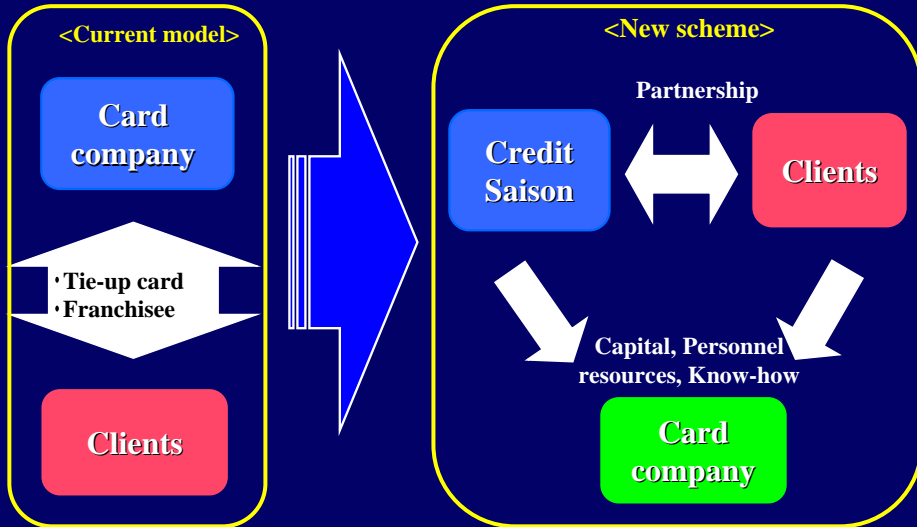 <Current model>
Card
company
・Tie-up card
・Franchisee
Clients
<New scheme>
Partnership
Credit
Saison
Clients
Capital, Personnel
resources, Know-how
Card
company